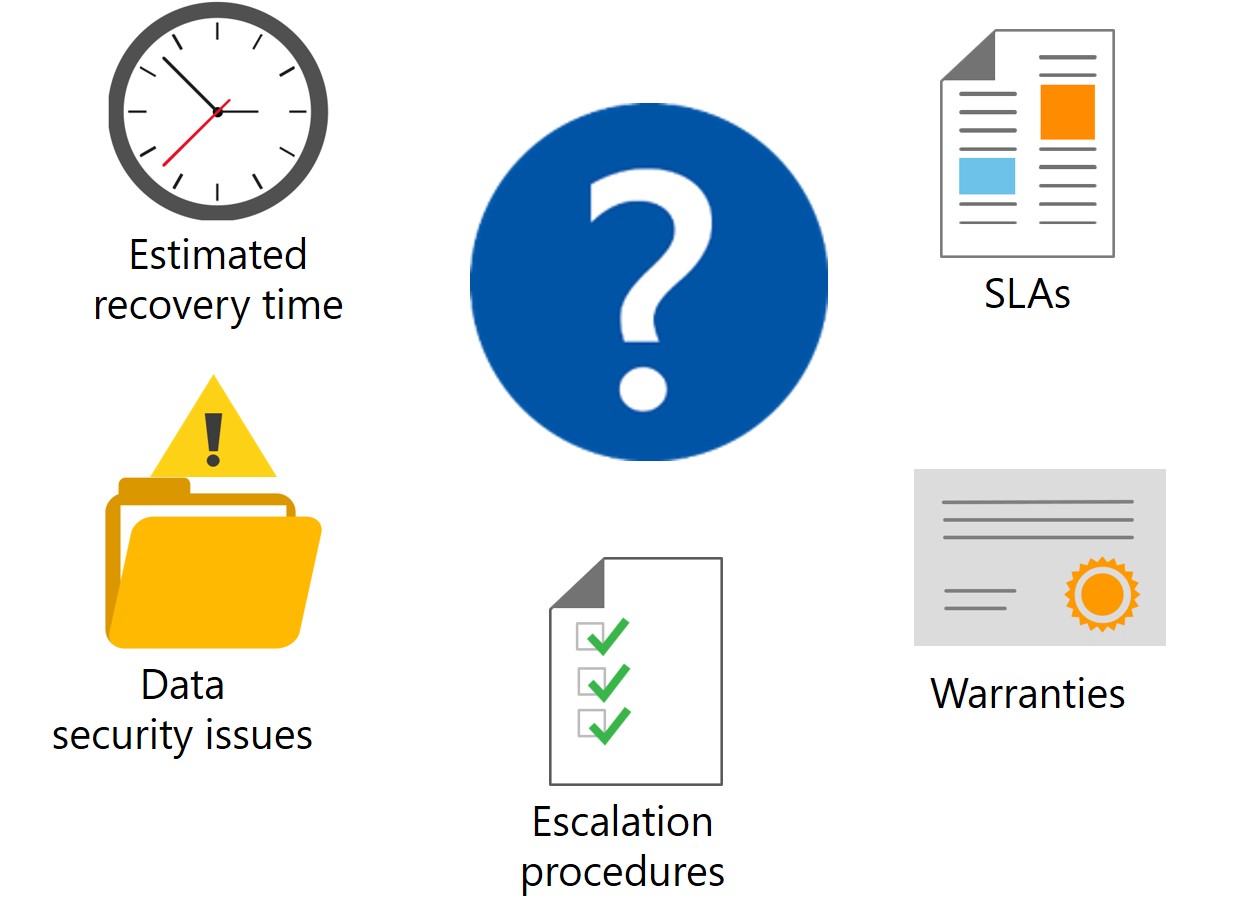 Estimated
recovery time
?
SLAs
!
Data
security issues
Warranties
Escalation
procedures